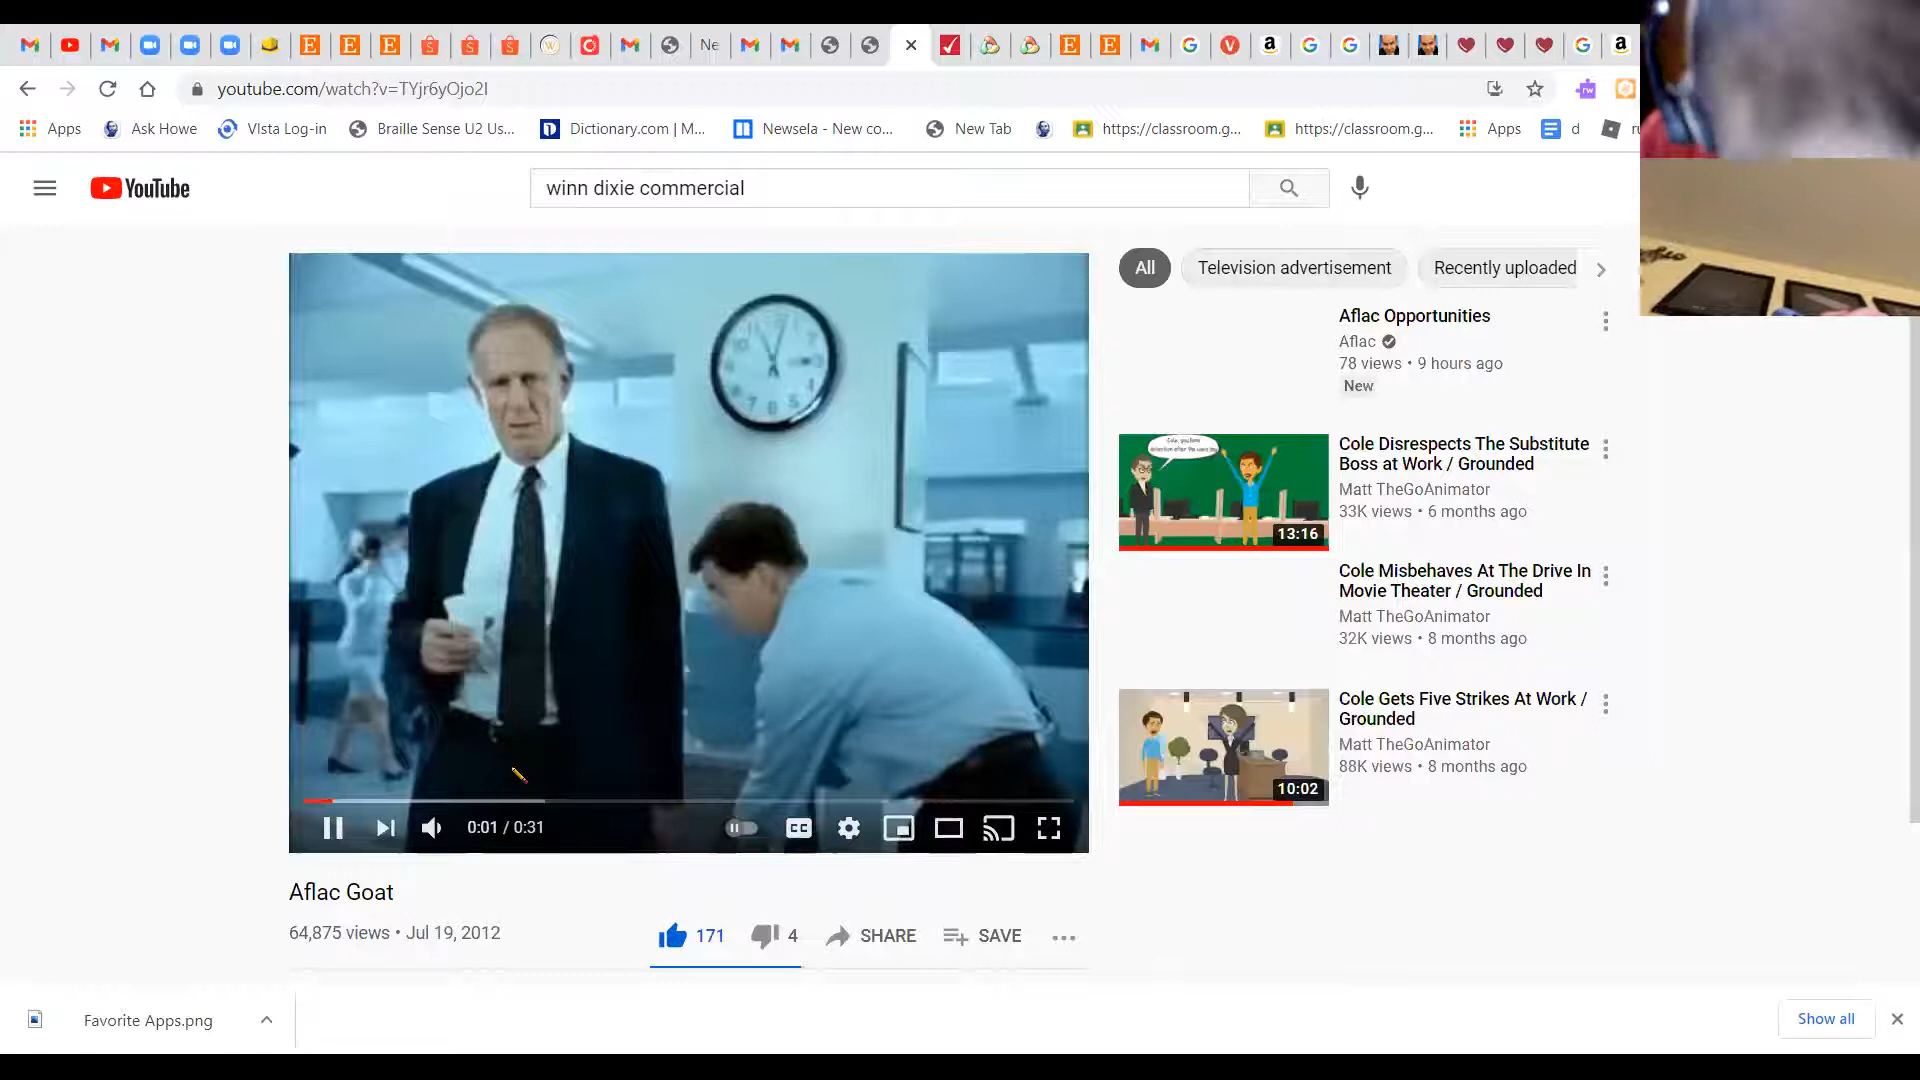 Ne
youtube.com/watch?v=TYjr6yOjo2I
Apps Ask Howe VIsta Log-in Braille Sense U2 Us... Dictionary.com | M... Newsela - New co... New Tab https://classroom.g... https://classroom.g... Apps d
YouTube
winn dixie commercial
All Television advertisement Recently uploaded
Aflac Opportunities
Aflac
78 views • 9 hours ago
New
Cole Disrespects The Substitute
Boss at Work / Grounded
Matt TheGoAnimator
33K views • 6 months ago
13:16
Cole Misbehaves At The Drive In
Movie Theater / Grounded
Matt TheGoAnimator
32K views • 8 months ago
Cole Gets Five Strikes At Work /
Grounded
Matt TheGoAnimator
88K views • 8 months ago
10:02
0:01 / 0:31
CC
Aflac Goat
64,875 views • Jul 19, 2012
171 4 SHARE SAVE
Favorite Apps.png
Show all